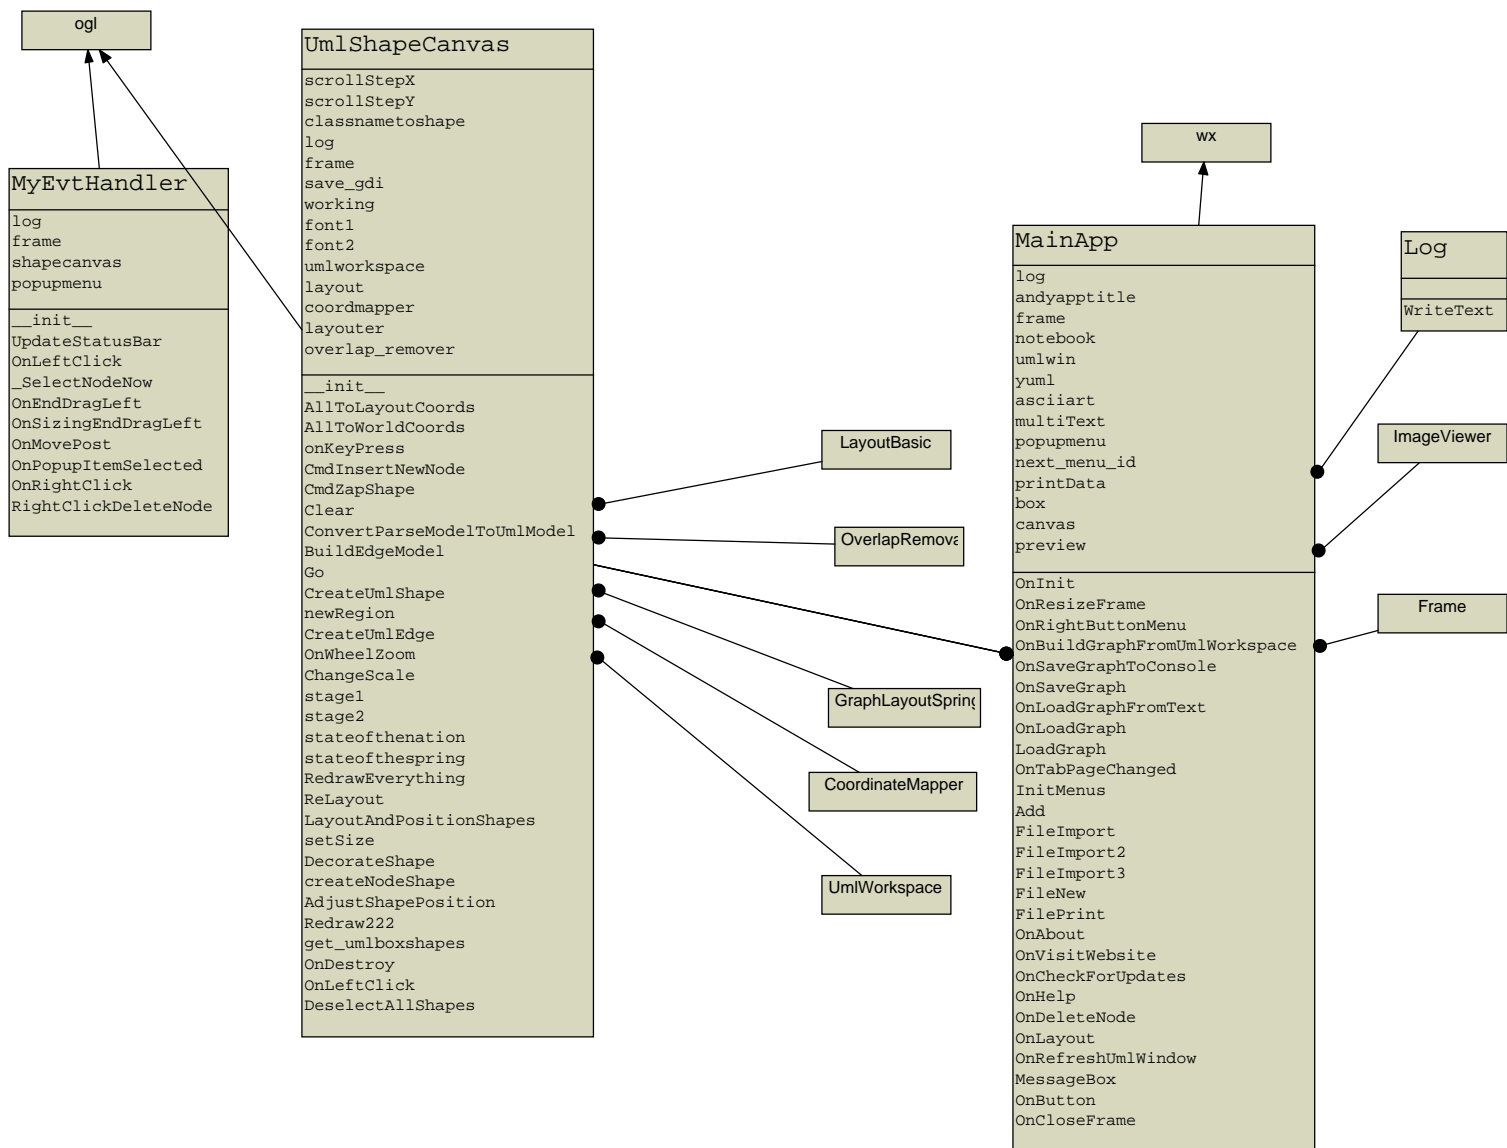 ogl
MyEvtHandler
log
frame
shapecanvas
popupmenu
__init__
UpdateStatusBar
OnLeftClick
_SelectNodeNow
OnEndDragLeft
OnSizingEndDragLeft
OnMovePost
OnPopupItemSelected
OnRightClick
RightClickDeleteNode
UmlShapeCanvas
scrollStepX
scrollStepY
classnametoshape
log
frame
save_gdi
working
font1
font2
umlworkspace
layout
coordmapper
layouter
overlap_remover
__init__
AllToLayoutCoords
AllToWorldCoords
onKeyPress
CmdInsertNewNode
CmdZapShape
Clear
ConvertParseModelToUmlModel
BuildEdgeModel
Go
CreateUmlShape
newRegion
CreateUmlEdge
OnWheelZoom
ChangeScale
stage1
stage2
stateofthenation
stateofthespring
RedrawEverything
ReLayout
LayoutAndPositionShapes
setSize
DecorateShape
createNodeShape
AdjustShapePosition
Redraw222
get_umlboxshapes
OnDestroy
OnLeftClick
DeselectAllShapes
LayoutBasic
OverlapRemova
GraphLayoutSpring
CoordinateMapper
UmlWorkspace
wx
MainApp
log
andyapptitle
frame
notebook
umlwin
yuml
asciiart
multiText
popupmenu
next_menu_id
printData
box
canvas
preview
OnInit
OnResizeFrame
OnRightButtonMenu
OnBuildGraphFromUmlWorkspace
OnSaveGraphToConsole
OnSaveGraph
OnLoadGraphFromText
OnLoadGraph
LoadGraph
OnTabPageChanged
InitMenus
Add
FileImport
FileImport2
FileImport3
FileNew
FilePrint
OnAbout
OnVisitWebsite
OnCheckForUpdates
OnHelp
OnDeleteNode
OnLayout
OnRefreshUmlWindow
MessageBox
OnButton
OnCloseFrame
Log
WriteText
ImageViewer
Frame